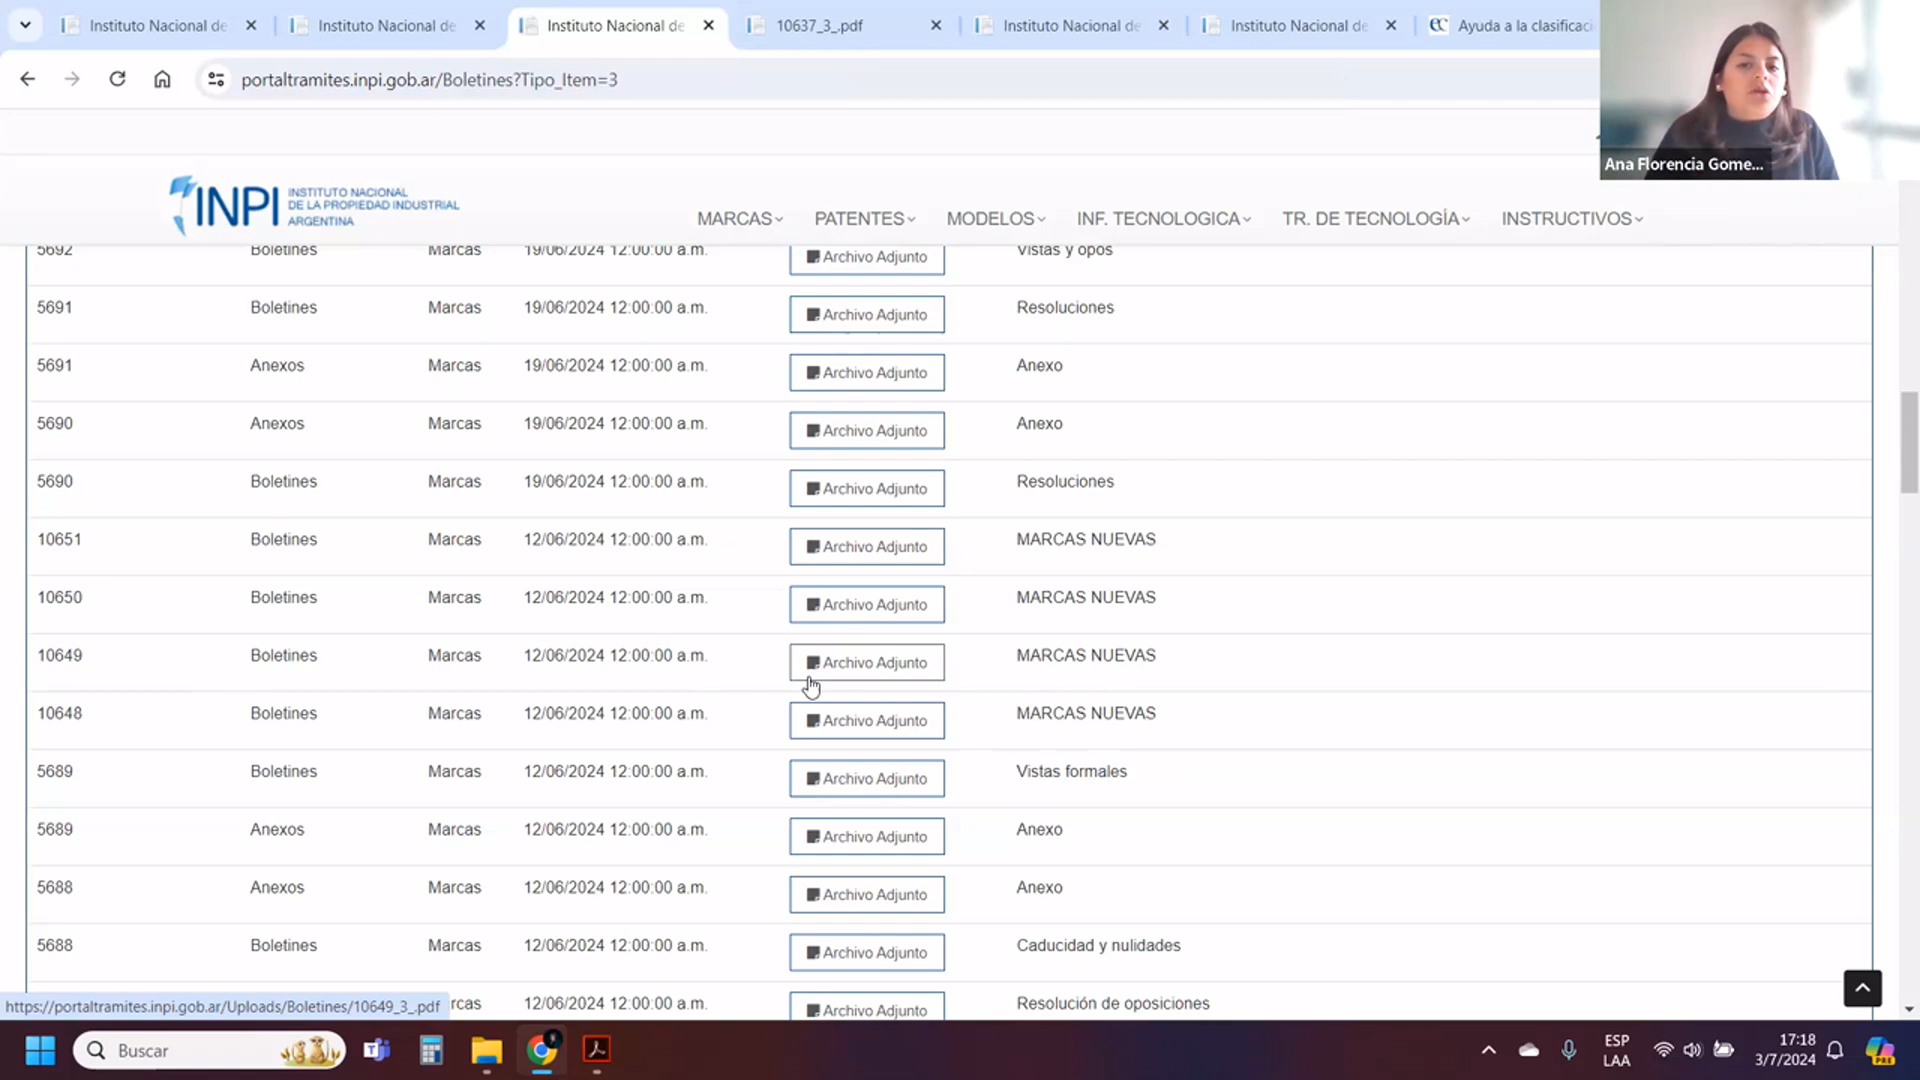 Instituto Nacional de
Instituto Nacional de
Instituto Nacional de
10637_3_.pdf
Instituto Nacional de
Instituto Nacional de
Ayuda a la clasificaci
portaltramites.inpi.gob.ar/Boletines?Tipo_Item=3
Ana Florencia Gome...
INPI
INSTITUTO NACIONAL
DE LA PROPIEDAD INDUSTRIAL
ARGENTINA
MARCAS PATENTES MODELOS INF. TECNOLOGICA TR. DE TECNOLOGÍA INSTRUCTIVOS
5692 Boletines Marcas 19/06/2024 12:00:00 a.m. Archivo Adjunto Vistas y opos
5691 Boletines Marcas 19/06/2024 12:00:00 a.m. Archivo Adjunto Resoluciones
5691 Anexos Marcas 19/06/2024 12:00:00 a.m. Archivo Adjunto Anexo
5690 Anexos Marcas 19/06/2024 12:00:00 a.m. Archivo Adjunto Anexo
5690 Boletines Marcas 19/06/2024 12:00:00 a.m. Archivo Adjunto Resoluciones
10651 Boletines Marcas 12/06/2024 12:00:00 a.m. Archivo Adjunto MARCAS NUEVAS
10650 Boletines Marcas 12/06/2024 12:00:00 a.m. Archivo Adjunto MARCAS NUEVAS
10649 Boletines Marcas 12/06/2024 12:00:00 a.m. Archivo Adjunto MARCAS NUEVAS
10648 Boletines Marcas 12/06/2024 12:00:00 a.m. Archivo Adjunto MARCAS NUEVAS
5689 Boletines Marcas 12/06/2024 12:00:00 a.m. Archivo Adjunto Vistas formales
5689 Anexos Marcas 12/06/2024 12:00:00 a.m. Archivo Adjunto Anexo
5688 Anexos Marcas 12/06/2024 12:00:00 a.m. Archivo Adjunto Anexo
5688 Boletines Marcas 12/06/2024 12:00:00 a.m. Archivo Adjunto Caducidad y nulidades
https://portaltramites.inpi.gob.ar/Uploads/Boletines/10649_3_.pdf rcas 12/06/2024 12:00:00 a.m. Archivo Adjunto Resolución de oposiciones
Buscar
ESP
LAA
17:18
3/7/2024
PRE